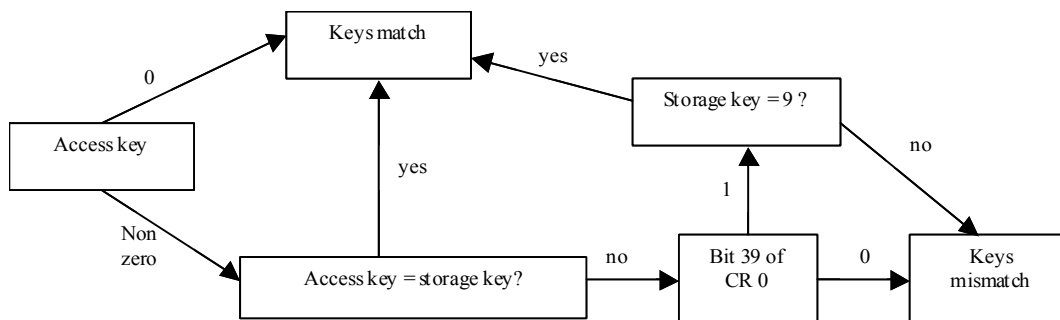 Keys match
0
yes
Storage key = 9 ?
Access key
yes
no
1
Non
zero
Access key = storage key?
no
Bit 39 of
CR 0
0
Keys
mismatch